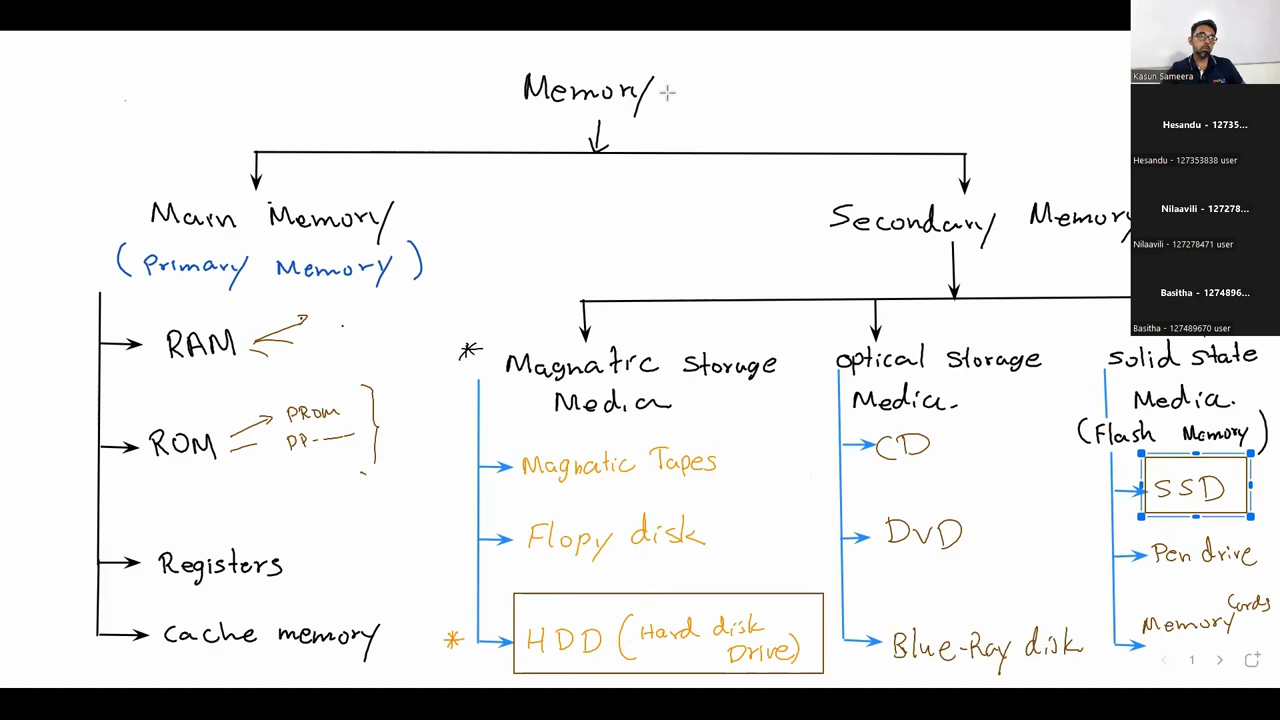 Memory
Main Memory
(Primary Memory)
RAM
ROM
PROM
PP
Registers
Cache memory
Secondary Memory
Magnatic Storage
Media
Magnatic Tapes
Flopy disk
HDD (Hard disk
Drive)
optical Storage
Media.
CD
DVD
Blue-Ray disk
solid state
Media.
(Flash Memory)
SSD
Pen drive
Memory Cards
1
Kasun Sameera
Hesandu - 12735...
Hesandu - 127353838 user
Nilaavili - 127278...
Nilaavili - 127278471 user
Basitha - 1274896...
Basitha - 127489670 user